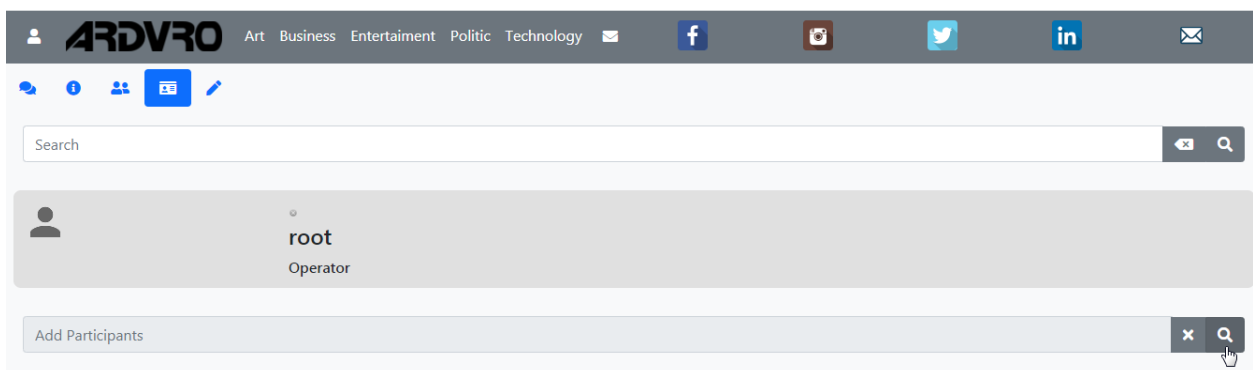 ARDVRO Art Business Entertaiment Politic Technology
Search
root
Operator
Add Participants